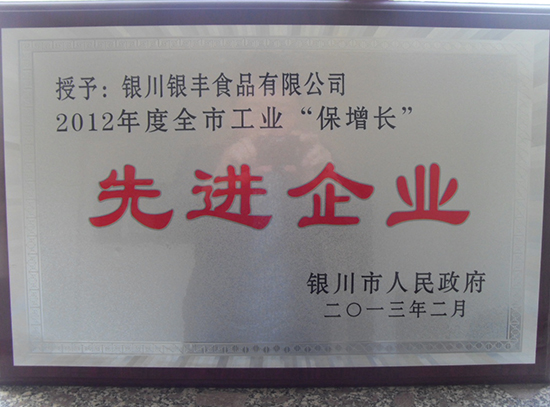 授予：银川银丰食品有限公司
2012年度全市工业“保增长”
先进企业
银川市人民政府
二〇一三年二月